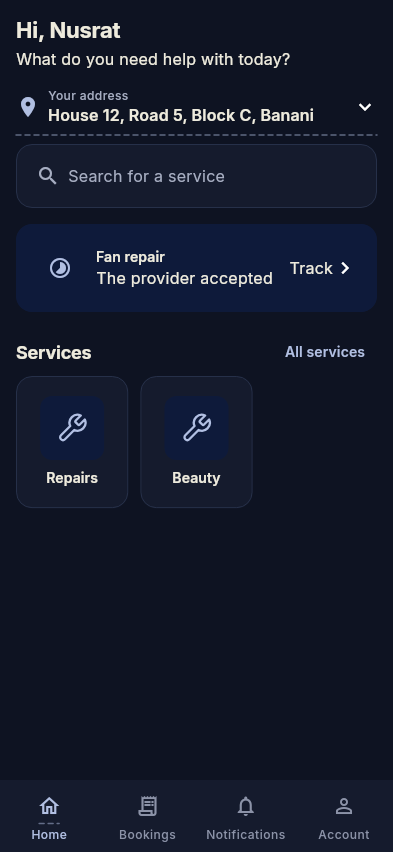 Hi, Nusrat
What do you need help with today?
Your address
House 12, Road 5, Block C, Banani
Search for a service
Fan repair
The provider accepted
Track
Services
All services
Repairs
Beauty
Home
Bookings
Notifications
Account